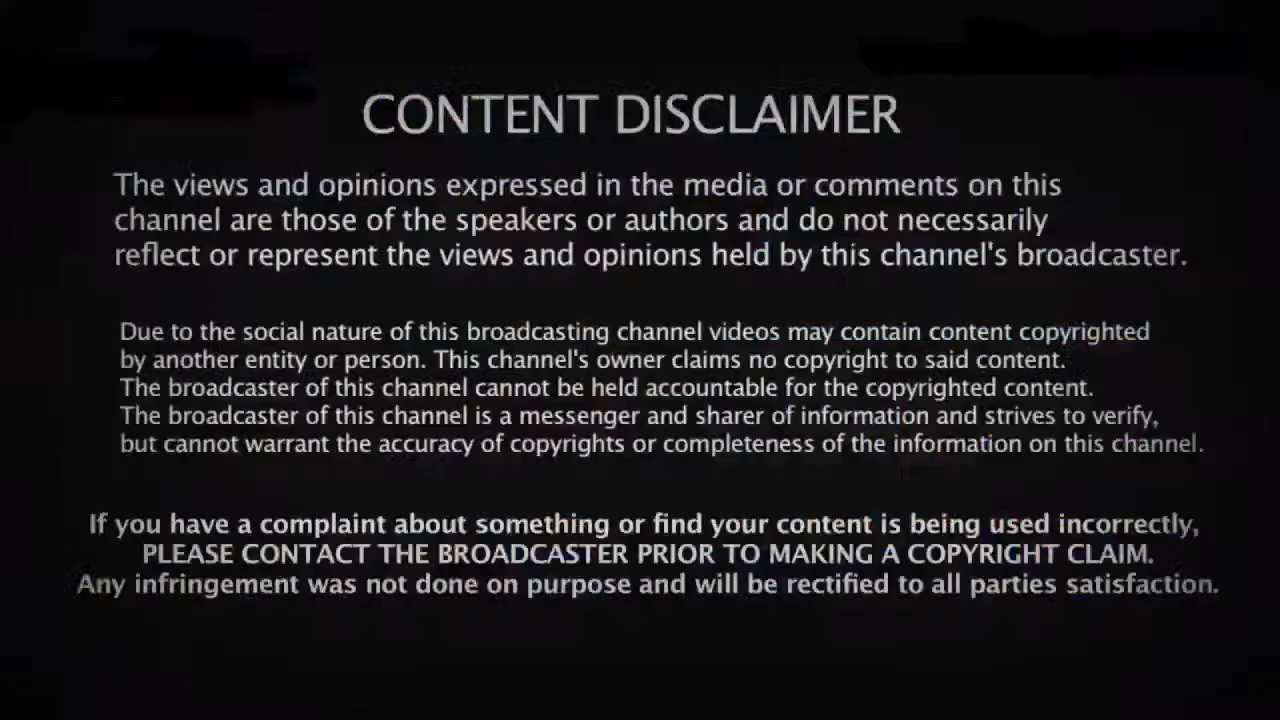 CONTENT DISCLAIMER
The views and opinions expressed in the media or comments on this
channel are those of the speakers or authors and do not necessarily
reflect or represent the views and opinions held by this channel's broadcaster.
Due to the social nature of this broadcasting channel videos may contain content copyrighted
by another entity or person. This channel's owner claims no copyright to said content.
The broadcaster of this channel cannot be held accountable for the copyrighted content.
The broadcaster of this channel is a messenger and sharer of information and strives to verify,
but cannot warrant the accuracy of copyrights or completeness of the information on this channel.
If you have a complaint about something or find your content is being used incorrectly,
PLEASE CONTACT THE BROADCASTER PRIOR TO MAKING A COPYRIGHT CLAIM.
Any infringement was not done on purpose and will be rectified to all parties satisfaction.